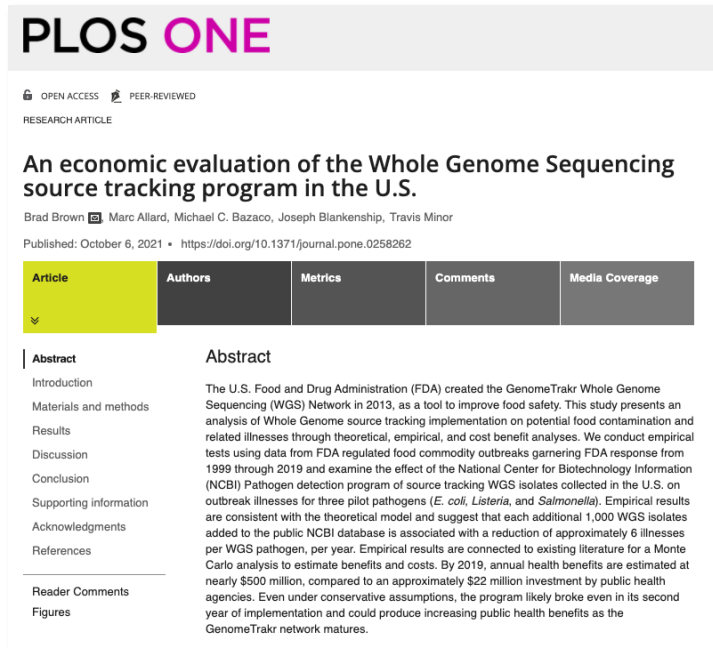 PLOS ONE
OPEN ACCESS PEER-REVIEWED
RESEARCH ARTICLE
An economic evaluation of the Whole Genome Sequencing
source tracking program in the U.S.
Brad Brown, Marc Allard, Michael C. Bazaco, Joseph Blankenship, Travis Minor
Published: October 6, 2021 • https://doi.org/10.1371/journal.pone.0258262
Article Authors Metrics Comments Media Coverage
Abstract
Introduction
Materials and methods
Results
Discussion
Conclusion
Supporting information
Acknowledgments
References
Reader Comments
Figures
Abstract
The U.S. Food and Drug Administration (FDA) created the GenomeTrakr Whole Genome
Sequencing (WGS) Network in 2013, as a tool to improve food safety. This study presents an
analysis of Whole Genome source tracking implementation on potential food contamination and
related illnesses through theoretical, empirical, and cost benefit analyses. We conduct empirical
tests using data from FDA regulated food commodity outbreaks garnering FDA response from
1999 through 2019 and examine the effect of the National Center for Biotechnology Information
(NCBI) Pathogen detection program of source tracking WGS isolates collected in the U.S. on
outbreak illnesses for three pilot pathogens (E. coli, Listeria, and Salmonella). Empirical results
are consistent with the theoretical model and suggest that each additional 1,000 WGS isolates
added to the public NCBI database is associated with a reduction of approximately 6 illnesses
per WGS pathogen, per year. Empirical results are connected to existing literature for a Monte
Carlo analysis to estimate benefits and costs. By 2019, annual health benefits are estimated at
nearly $500 million, compared to an approximately $22 million investment by public health
agencies. Even under conservative assumptions, the program likely broke even in its second
year of implementation and could produce increasing public health benefits as the
GenomeTrakr network matures.